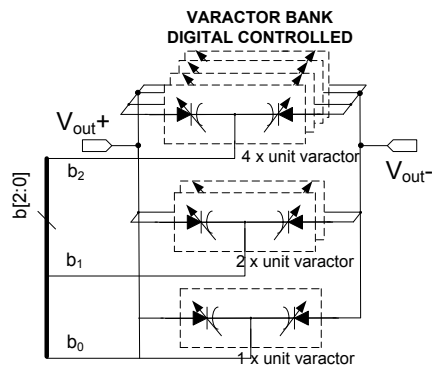 VARACTOR BANK
DIGITAL CONTROLLED
Vout+
4 x unit varactor
Vout-
b2
b[2:0]
2 x unit varactor
b1
b0
1 x unit varactor